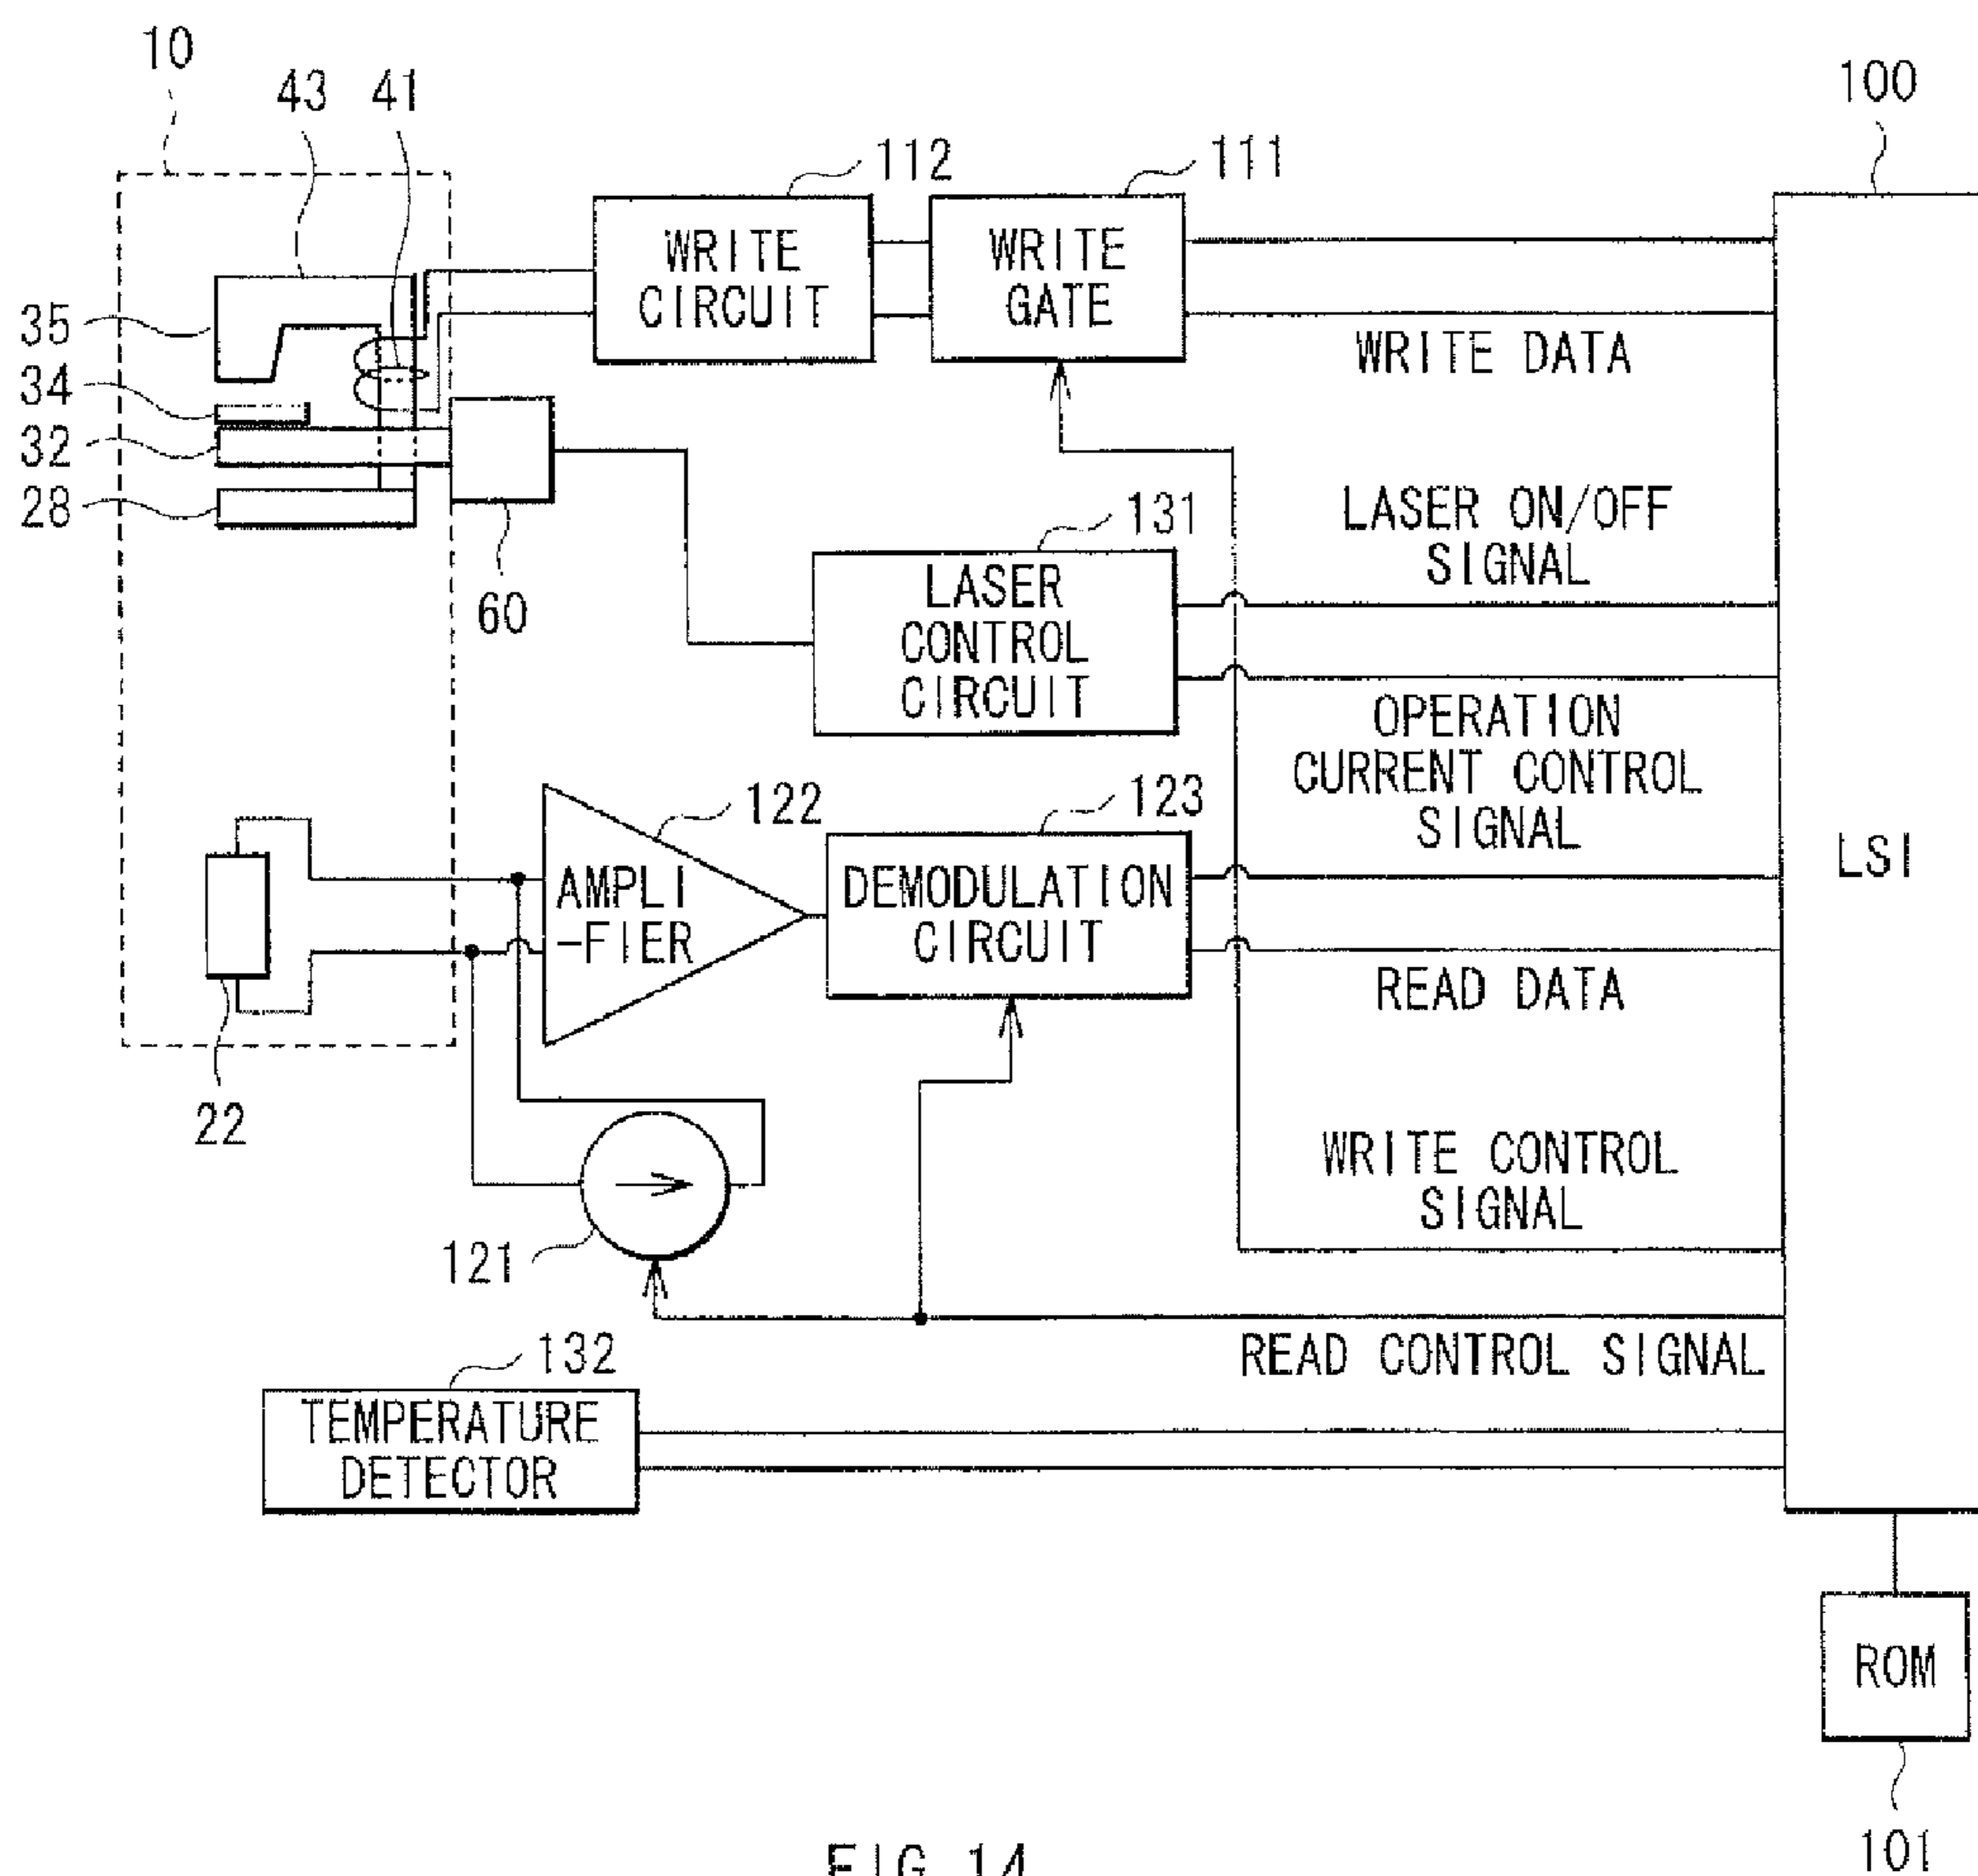 10
43 41
100
112
111
WRITE
CIRCUIT
WRITE
GATE
35
WRITE DATA
34
32
28
LASER ON/OFF
SIGNAL
131
60
LASER
CONTROL
CIRCUIT
OPERATION
CURRENT CONTROL
SIGNAL
122
123
LSI
AMPLI
-FIER
DEMODULATION
CIRCUIT
READ DATA
22
WRITE CONTROL
SIGNAL
121
READ CONTROL SIGNAL
132
TEMPERATURE
DETECTOR
ROM
101
FIG. 14